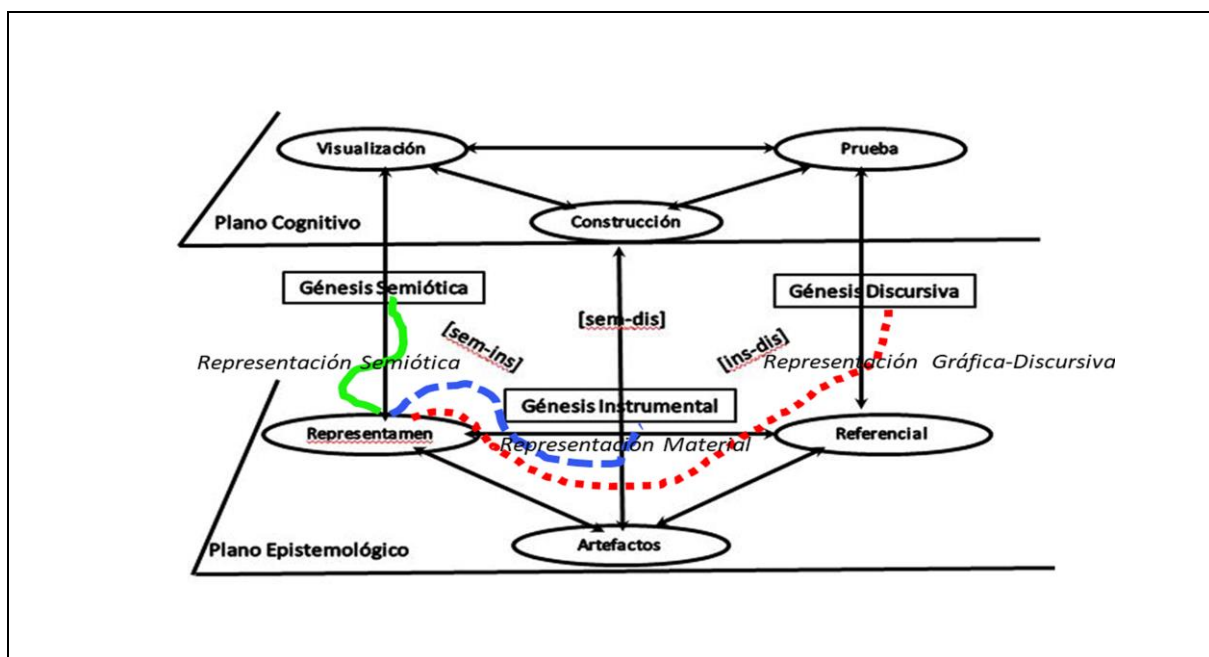 Visualización
Prueba
Plano Cognitivo
Construcción
Génesis Semiótica
Génesis Discursiva
[sem-ins]
[sem-dis]
[ins-dis]
Representación Semiótica
Representación Gráfica-Discursiva
Génesis Instrumental
Representamen
Referencial
Representación Material
Plano Epistemológico
Artefactos